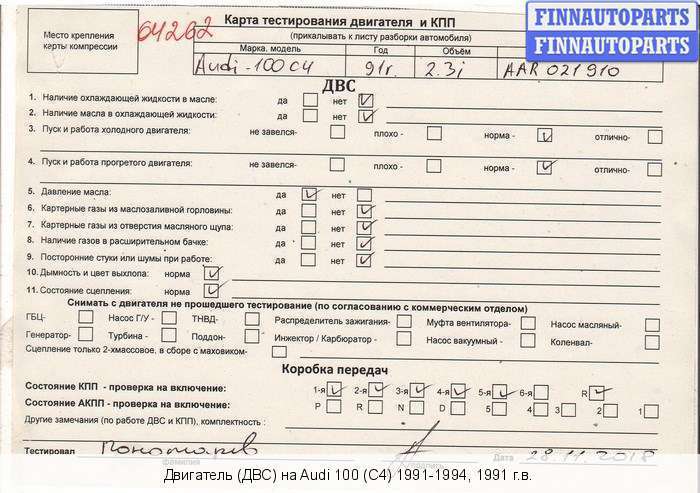 Место крепления
карты компрессии
64262
Карта тестирования двигателя и КПП
(прикалывать к листу разборки автомобиля)
FINNAUTOPARTS
FINNAUTOPARTS
Марка. модель Год Объём
Audi-100C4 91г. 2.3i AAR 021910
ДВС
1. Наличие охлаждающей жидкости в масле: да нет
2. Наличие масла в охлаждающей жидкости: да нет
3. Пуск и работа холодного двигателя: не завелся- плохо - норма - отлично-
4. Пуск и работа прогретого двигателя: не завелся- плохо - норма - отлично-
5. Давление масла: да нет
6. Картерные газы из маслозаливной горловины: да нет
7. Картерные газы из отверстия масляного щупа: да нет
8. Наличие газов в расширительном бачке: да нет
9. Посторонние стуки или шумы при работе: да нет
10. Дымность и цвет выхлопа: норма
11. Состояние сцепления: норма
Снимать с двигателя не прошедшего тестирование (по согласованию с коммерческим отделом)
ГБЦ- Насос Г/У - ТНВД- Распределитель зажигания- Муфта вентилятора- Насос масляный-
Генератор- Турбина - Поддон- Инжектор / Карбюратор - Насос вакуумный - Коленвал-
Сцепление только 2-хмассовое, в сборе с маховиком-
Коробка передач
Состояние КПП - проверка на включение: 1-я 2-я 3-я 4-я 5-я 6-я R
Состояние АКПП - проверка на включение: P R N D 5 4 3 2 1
Другие замечания (по работе ДВС и КПП), комплектность :
Тестировал Пономарев Дата 28.11.2018
фамилия
Двигатель (ДВС) на Audi 100 (C4) 1991-1994, 1991 г.в.